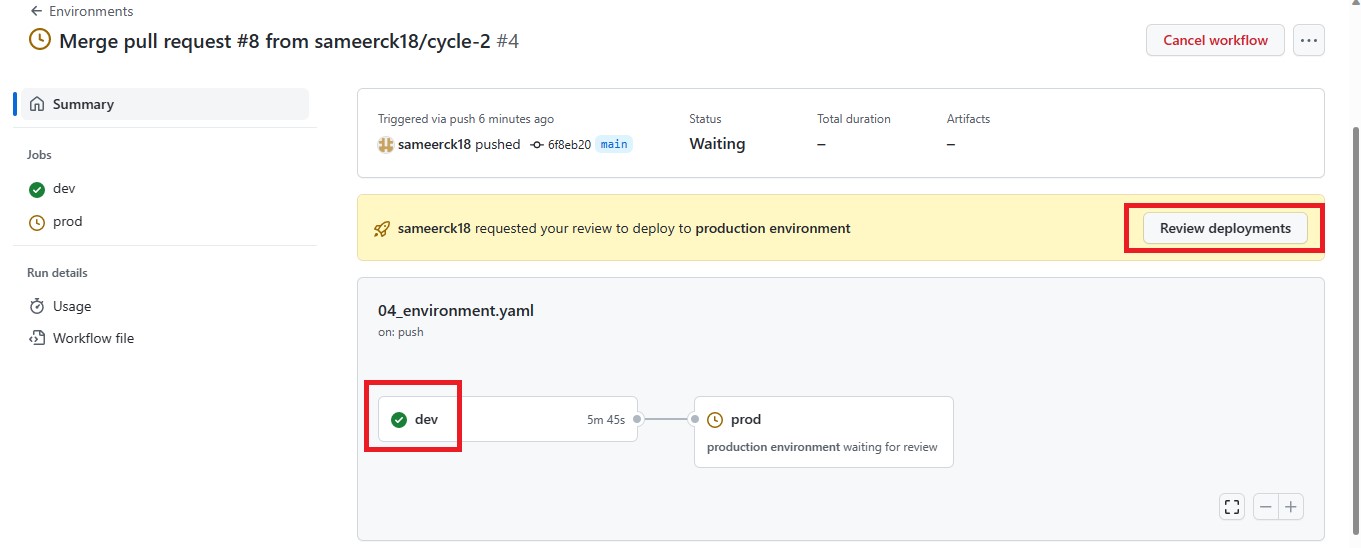 ← Environments
Merge pull request #8 from sameerck18/cycle-2 #4
Cancel workflow
Summary
Jobs
dev
prod
Run details
Usage
Workflow file
Triggered via push 6 minutes ago
sameerck18 pushed 6f8eb20 main
Status
Waiting
Total duration
–
Artifacts
–
sameerck18 requested your review to deploy to production environment
Review deployments
04_environment.yaml
on: push
dev 5m 45s
prod
production environment waiting for review